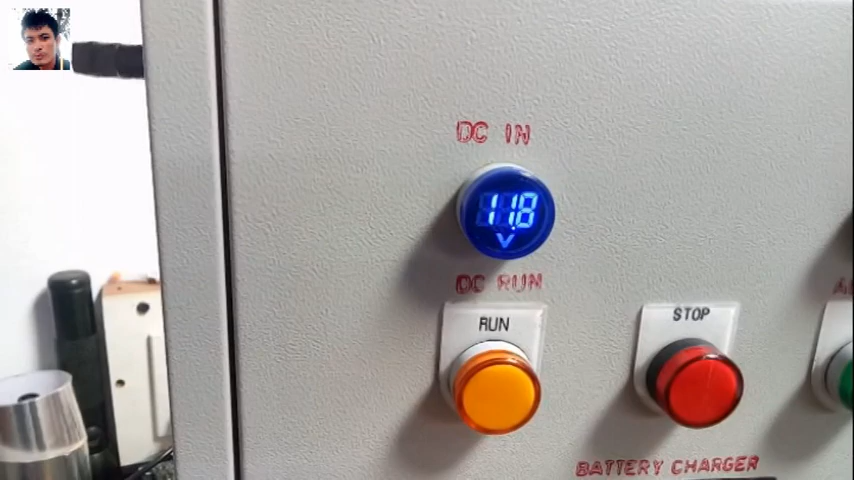 DC IN
11.8
V
DC RUN
RUN
STOP
BATTERY CHARGER